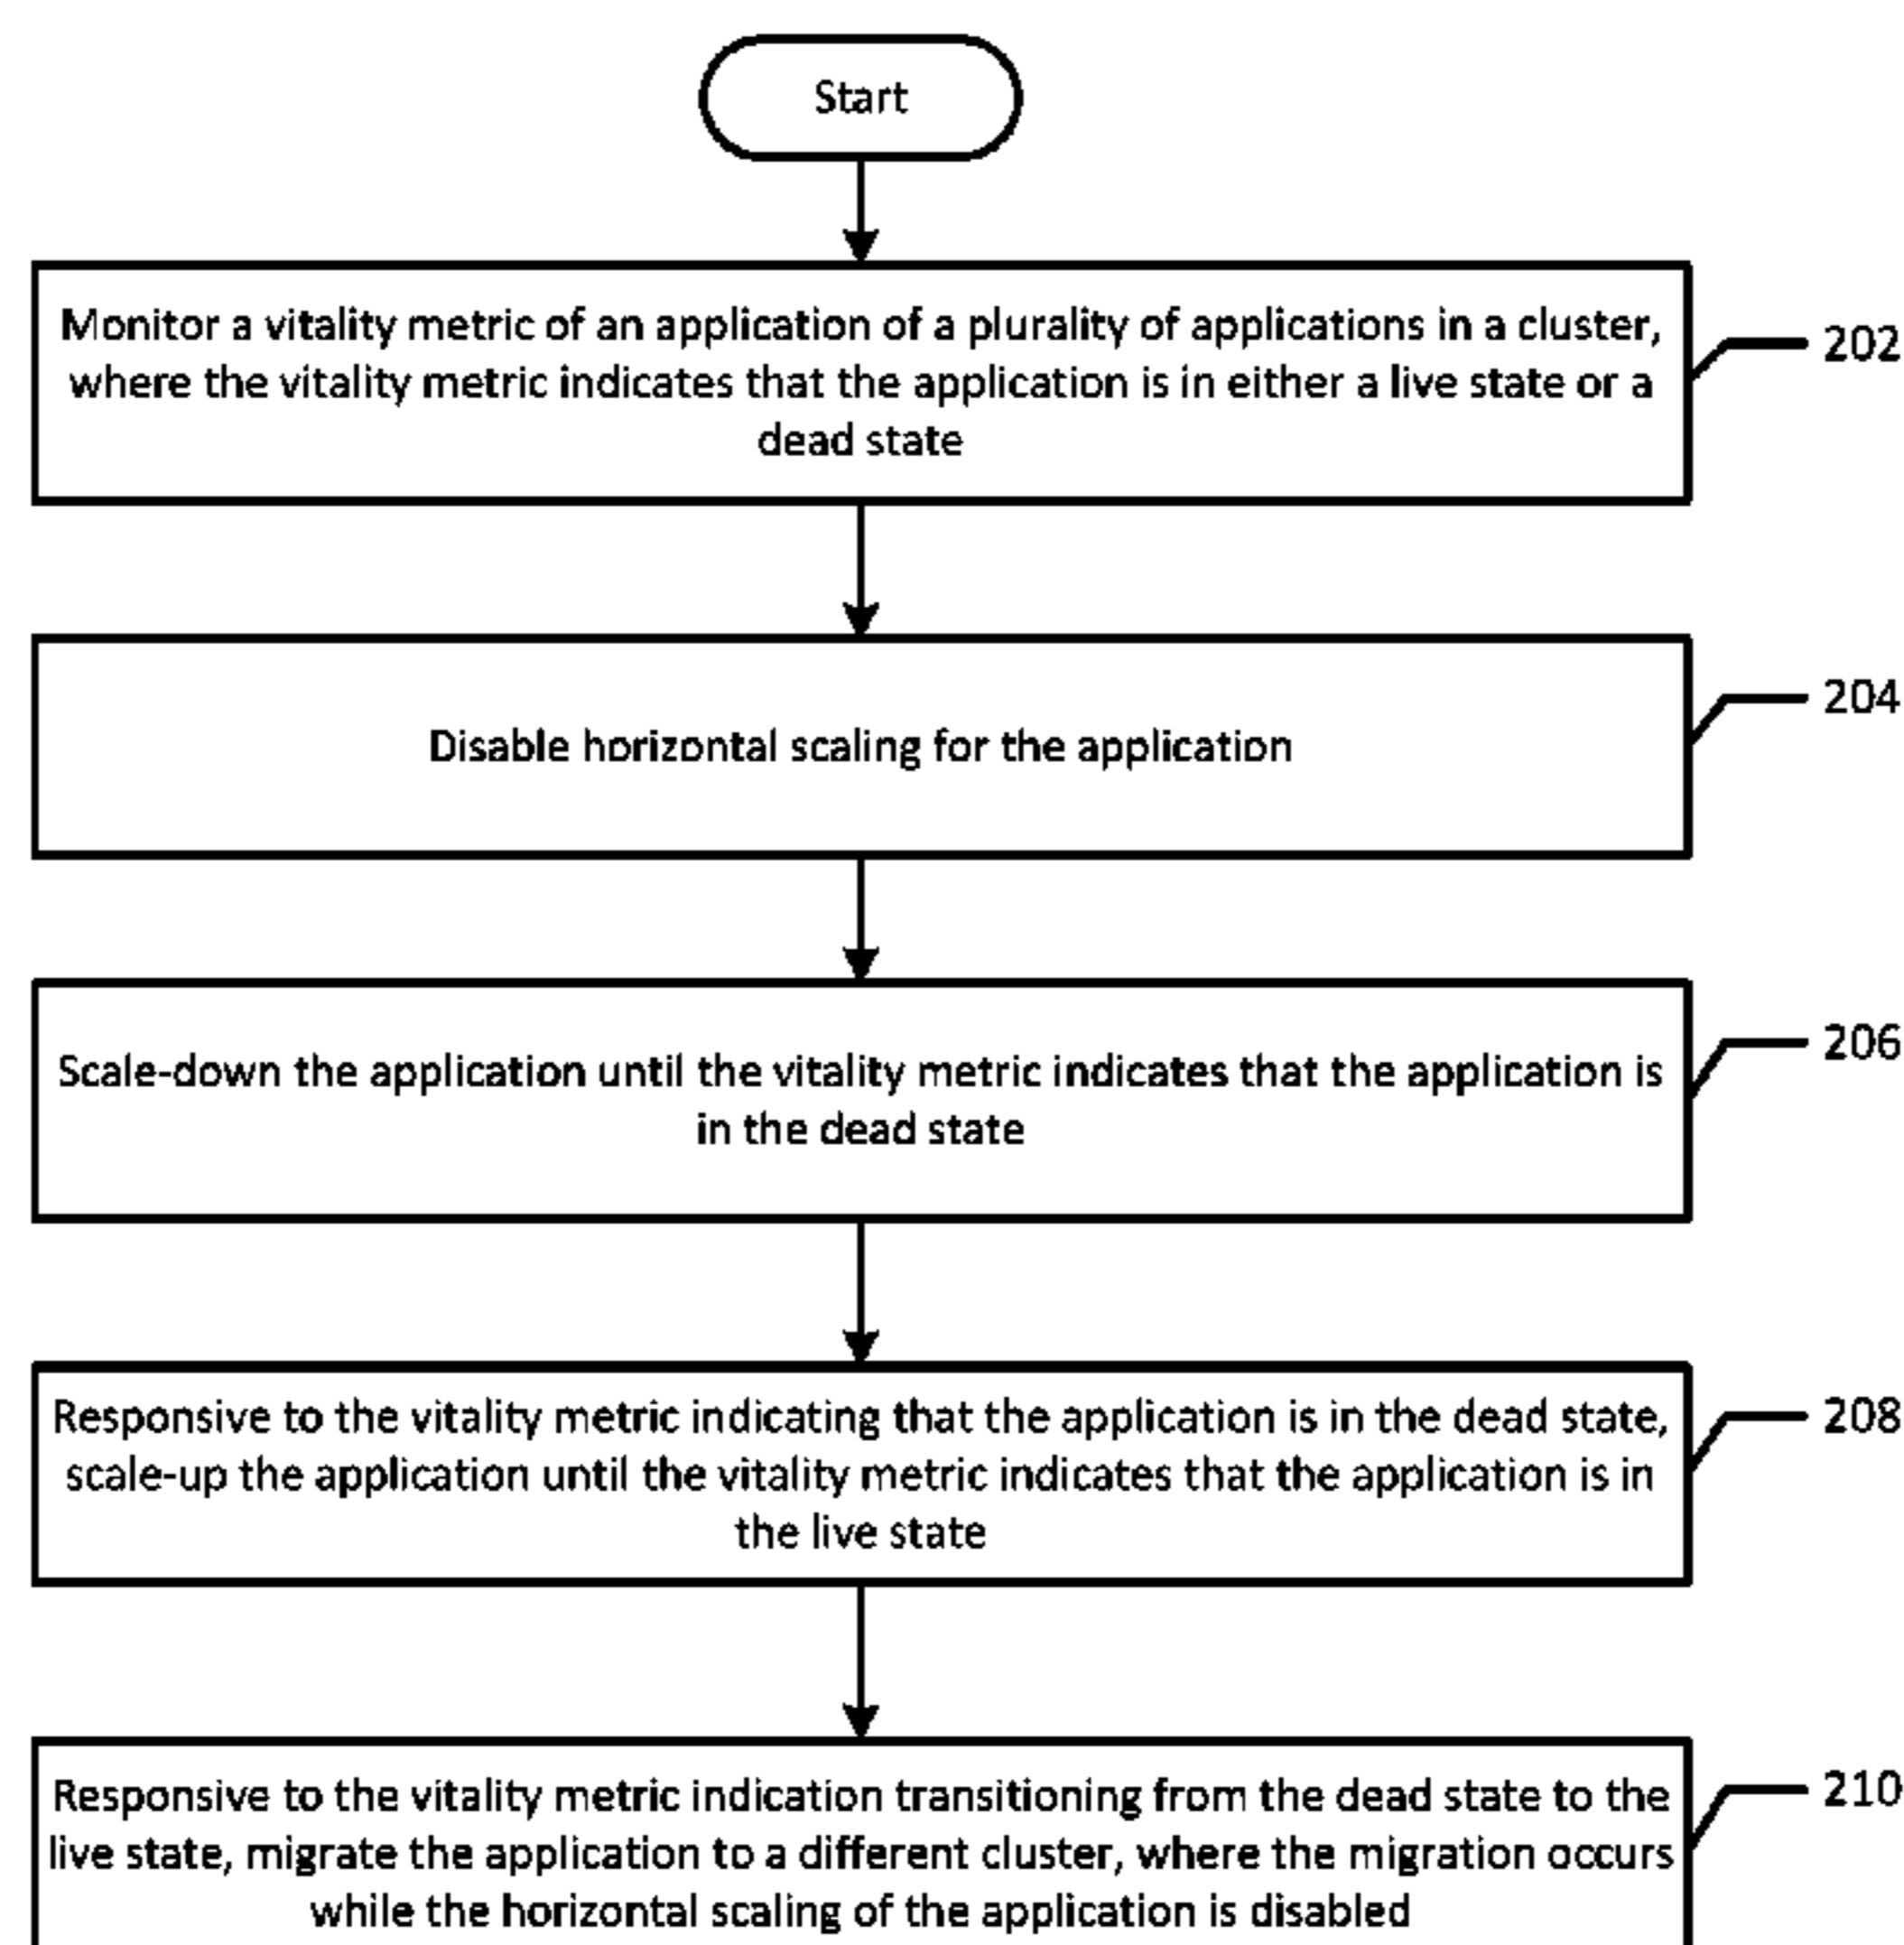 Start
Monitor a vitality metric of an application of a plurality of applications in a cluster,
where the vitality metric indicates that the application is in either a live state or a
dead state
202
Disable horizontal scaling for the application
204
Scale-down the application until the vitality metric indicates that the application is
in the dead state
206
Responsive to the vitality metric indicating that the application is in the dead state,
scale-up the application until the vitality metric indicates that the application is in
the live state
208
Responsive to the vitality metric indication transitioning from the dead state to the
live state, migrate the application to a different cluster, where the migration occurs
while the horizontal scaling of the application is disabled
210